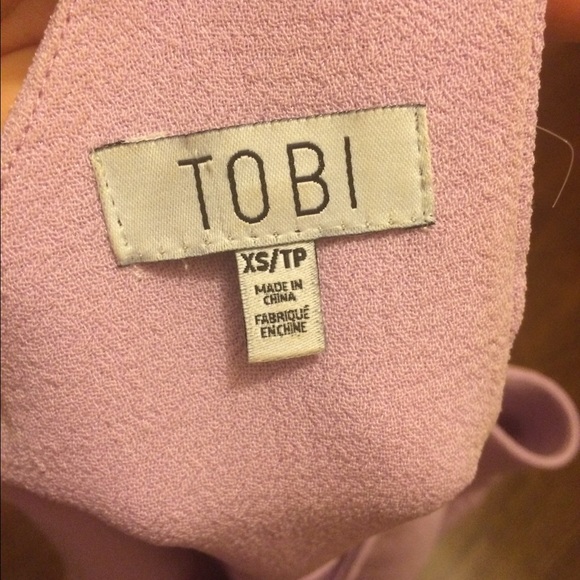 TOBI
XS/TP
MADE IN
CHINA
FABRIQUÉ
EN CHINE